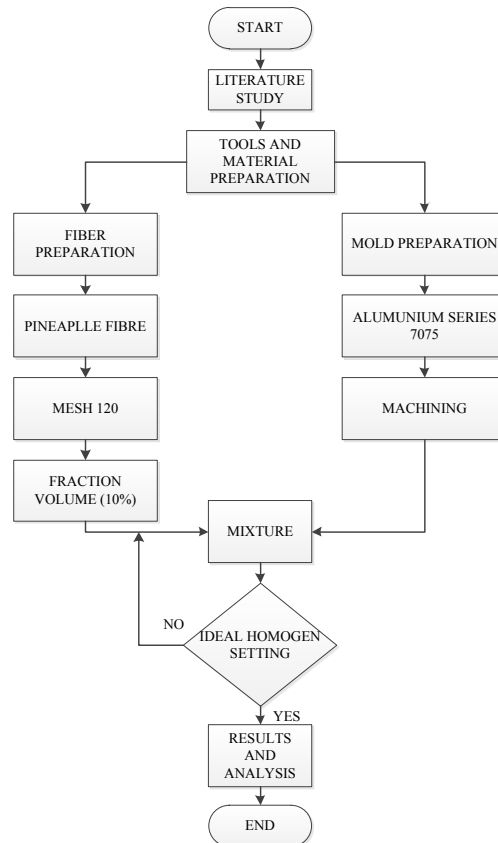 START
LITERATURE
STUDY
TOOLS AND
MATERIAL
PREPARATION
FIBER
PREPARATION
MOLD PREPARATION
PINEAPLLE FIBRE
ALUMUNIUM SERIES
7075
MESH 120
MACHINING
FRACTION
VOLUME (10%)
MIXTURE
NO
IDEAL HOMOGEN
SETTING
YES
RESULTS
AND
ANALYSIS
END